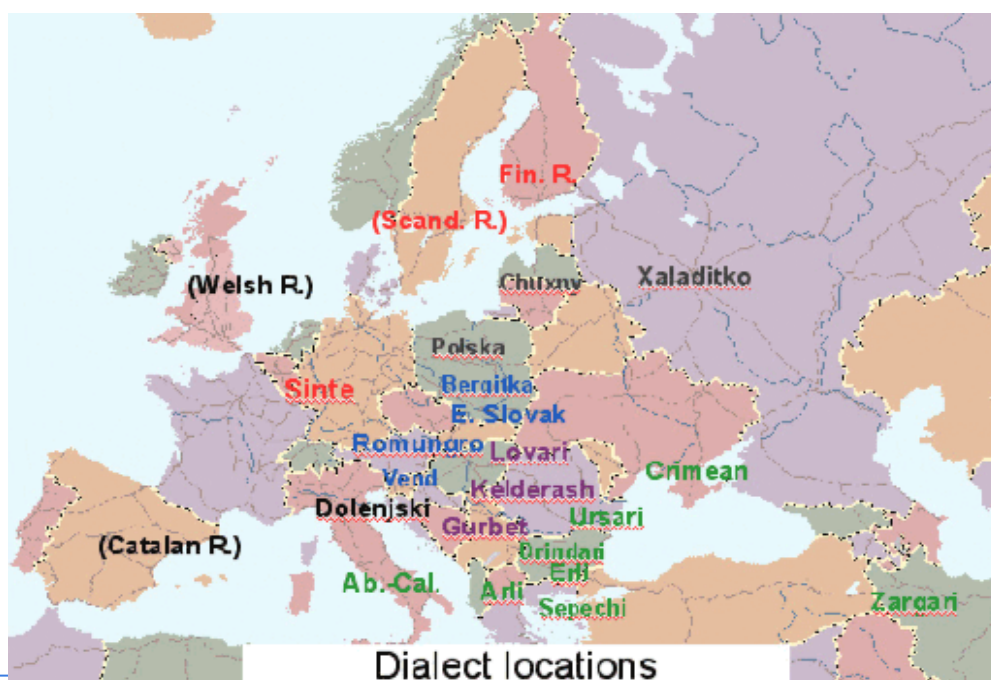 Fin. R.
(Scand. R.)
(Welsh R.)
Chuxny
Xaladitko
Polska
Bergitka
Sinte
E. Slovak
Romungro
Lovari
Vend
Kelderash
Crimean
Dolenjski
Gurbet
Ursari
(Catalan R.)
Drindari
Erli
Ab.-Cal.
Arli
Sepechi
Zargari
Dialect locations